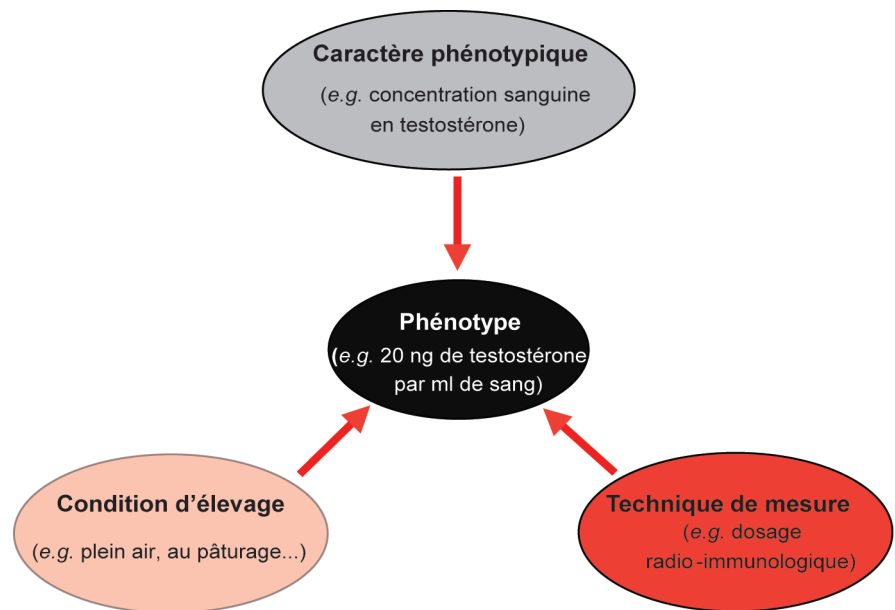 Caractère phénotypique
(e.g. concentration sanguine
en testostérone)
Phénotype
(e.g. 20 ng de testostérone
par ml de sang)
Condition d’élevage
(e.g. plein air, au pâturage...)
Technique de mesure
(e.g. dosage
radio-immunologique)